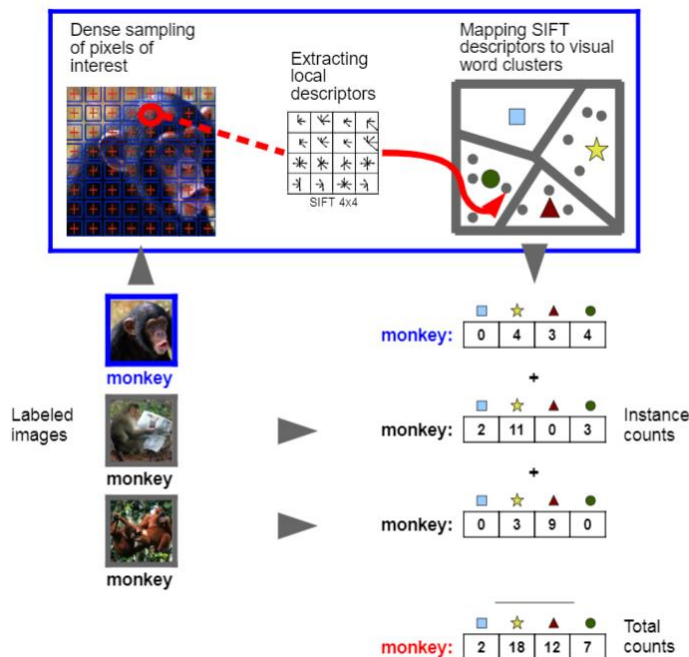 Dense sampling
of pixels of
interest
Extracting
local
descriptors
SIFT 4x4
Mapping SIFT
descriptors to visual
word clusters
monkey
monkey: 0 4 3 4
+
Labeled
images
monkey
monkey: 2 11 0 3
Instance
counts
+
monkey
monkey: 0 3 9 0
monkey: 2 18 12 7
Total
counts